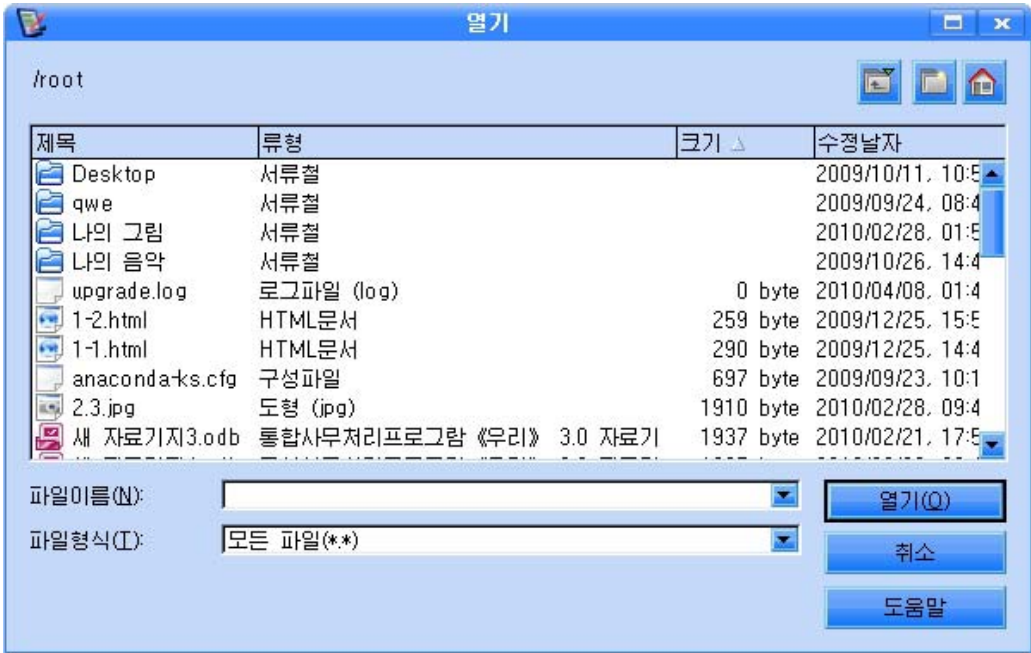 열기
/root
제목 류형 크기 수정날자
Desktop 서류철 2009/10/11, 10:5
qwe 서류철 2009/09/24, 08:4
나의 그림 서류철 2010/02/28, 01:5
나의 음악 서류철 2009/10/26, 14:4
upgrade.log 로그파일 (log) 0 byte 2010/04/08, 01:4
1-2.html HTML문서 259 byte 2009/12/25, 15:5
1-1.html HTML문서 290 byte 2009/12/25, 14:4
anaconda-ks.cfg 구성파일 697 byte 2009/09/23, 10:1
2.3.jpg 도형 (jpg) 1910 byte 2010/02/28, 09:4
새 자료기지3.odb 통합사무처리프로그람《우리》 3.0 자료기 1937 byte 2010/02/21, 17:5
파일이름(N):
열기(O)
파일형식(T): 모든 파일(*.*)
취소
도움말